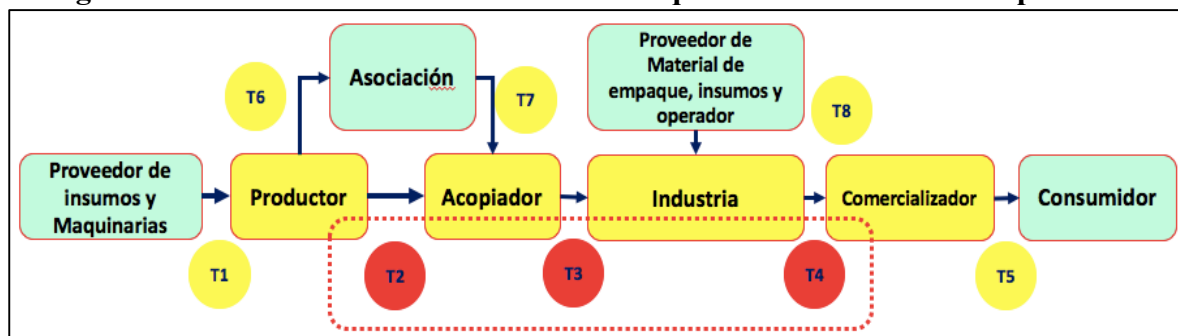 T6
Asociación
T7
Proveedor de
Material de
empaque, insumos y
operador
T8
Proveedor de
insumos y
Maquinarias
Productor
Acopiador
Industria
Comercializador
Consumidor
T1
T2
T3
T4
T5